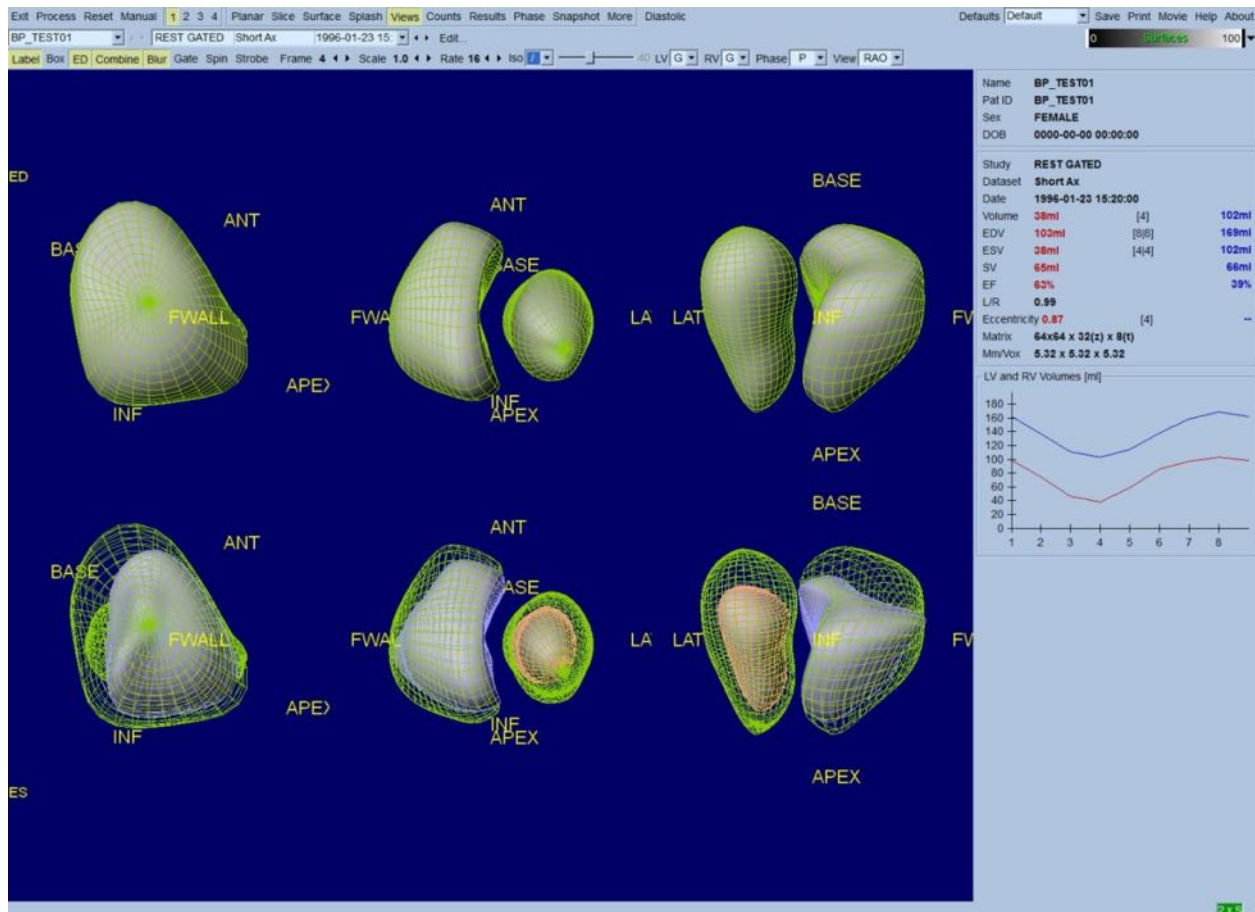 Exit Process Reset Manual 1 2 3 4 Planar Slice Surface Splash Views Counts Results Phase Snapshot More Diastolic Defaults Default Save Print Movie Help About
BP_TEST01 REST GATED Short Ax 1996-01-23 15: Edit... 0 Surfaces 100
Label Box ED Combine Blur Gate Spin Strobe Frame 4 Scale 1.0 Rate 16 Iso 40 LV G RV G Phase P View RAO
Name BP_TEST01
Pat ID BP_TEST01
Sex FEMALE
DOB 0000-00-00 00:00:00
Study REST GATED
Dataset Short Ax
Date 1996-01-23 15:20:00
Volume 38ml [4] 102ml
EDV 103ml [8|8] 169ml
ESV 38ml [4|4] 102ml
SV 65ml 66ml
EF 63% 39%
L/R 0.99
Eccentricity 0.87 [4] --
Matrix 64x64 x 32(z) x 8(t)
Mm/Vox 5.32 x 5.32 x 5.32
LV and RV Volumes [ml]
180
160
140
120
100
80
60
40
20
0
1 2 3 4 5 6 7 8
ED
BASE
ANT ANT
BAS BASE
FWALL FWA LA LAT INF FW
APEX
INF INF
APEX
APEX
BASE
ANT ANT
BASE ASE
FWALL FWAL LA LAT INF FW
APEX
INF INF
APEX
APEX
ES
2 x 5